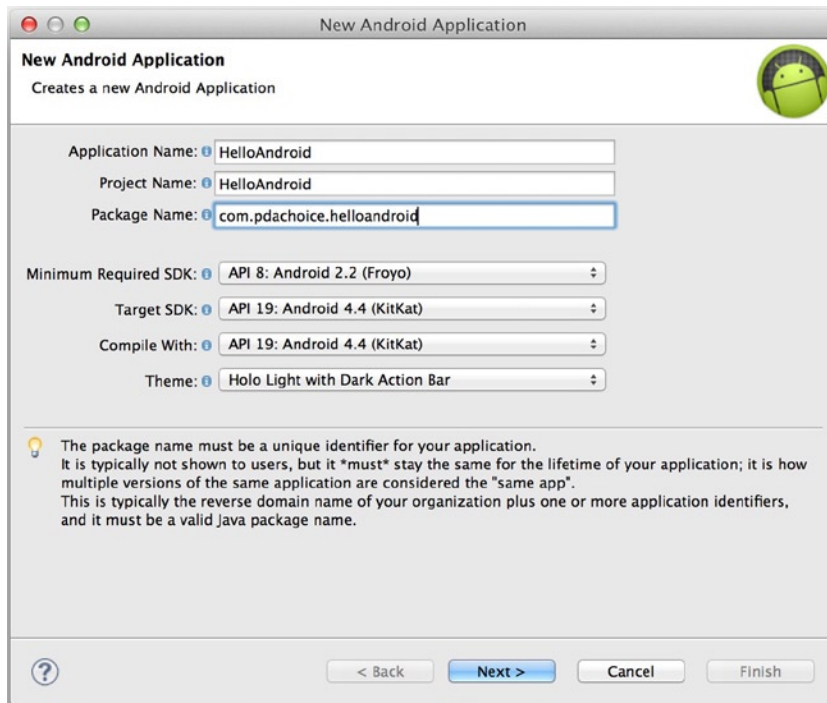 New Android Application
New Android Application
Creates a new Android Application
Application Name: HelloAndroid
Project Name: HelloAndroid
Package Name: com.pdachoice.helloandroid
Minimum Required SDK: API 8: Android 2.2 (Froyo)
Target SDK: API 19: Android 4.4 (KitKat)
Compile With: API 19: Android 4.4 (KitKat)
Theme: Holo Light with Dark Action Bar
The package name must be a unique identifier for your application.
It is typically not shown to users, but it *must* stay the same for the lifetime of your application; it is how
multiple versions of the same application are considered the "same app".
This is typically the reverse domain name of your organization plus one or more application identifiers,
and it must be a valid Java package name.
? < Back Next > Cancel Finish